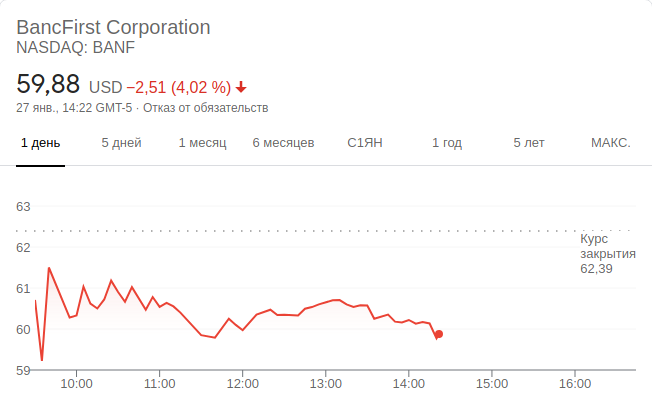 BancFirst Corporation
NASDAQ: BANF
59,88 USD −2,51 (4,02 %)
27 янв., 14:22 GMT-5 · Отказ от обязательств
1 день 5 дней 1 месяц 6 месяцев С1ЯН 1 год 5 лет МАКС.
63
Курс
закрытия
62,39
62
61
60
59
10:00 11:00 12:00 13:00 14:00 15:00 16:00